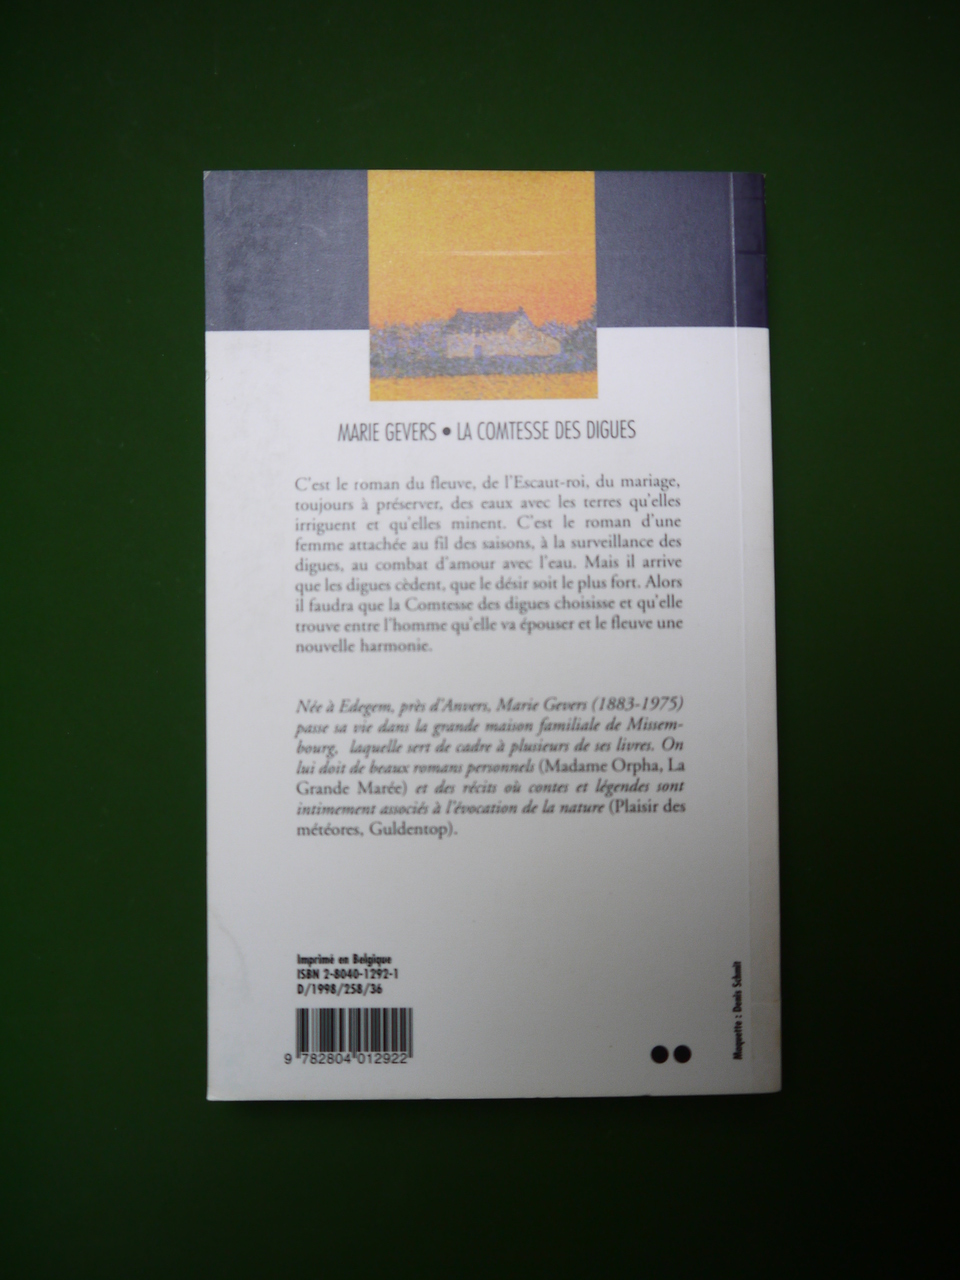 MARIE GEVERS • LA COMTESSE DES DIGUES
C'est le roman du fleuve, de l'Escaut-roi, du mariage,
toujours à préserver, des eaux avec les terres qu'elles
irriguent et qu'elles minent. C'est le roman d'une
femme attachée au fil des saisons, à la surveillance des
digues, au combat d'amour avec l'eau. Mais il arrive
que les digues cèdent, que le désir soit le plus fort. Alors
il faudra que la Comtesse des digues choisisse et qu'elle
trouve entre l'homme qu'elle va épouser et le fleuve une
nouvelle harmonie.
Née à Edegem, près d'Anvers, Marie Gevers (1883-1975)
passe sa vie dans la grande maison familiale de Missem-
bourg, laquelle sert de cadre à plusieurs de ses livres. On
lui doit de beaux romans personnels (Madame Orpha, La
Grande Marée) et des récits où contes et légendes sont
intimement associés à l'évocation de la nature (Plaisir des
météores, Guldentop).
Imprimé en Belgique
ISBN 2-8040-1292-1
D/1998/258/36
9 782804 012922
Maquette : Denis Schmit